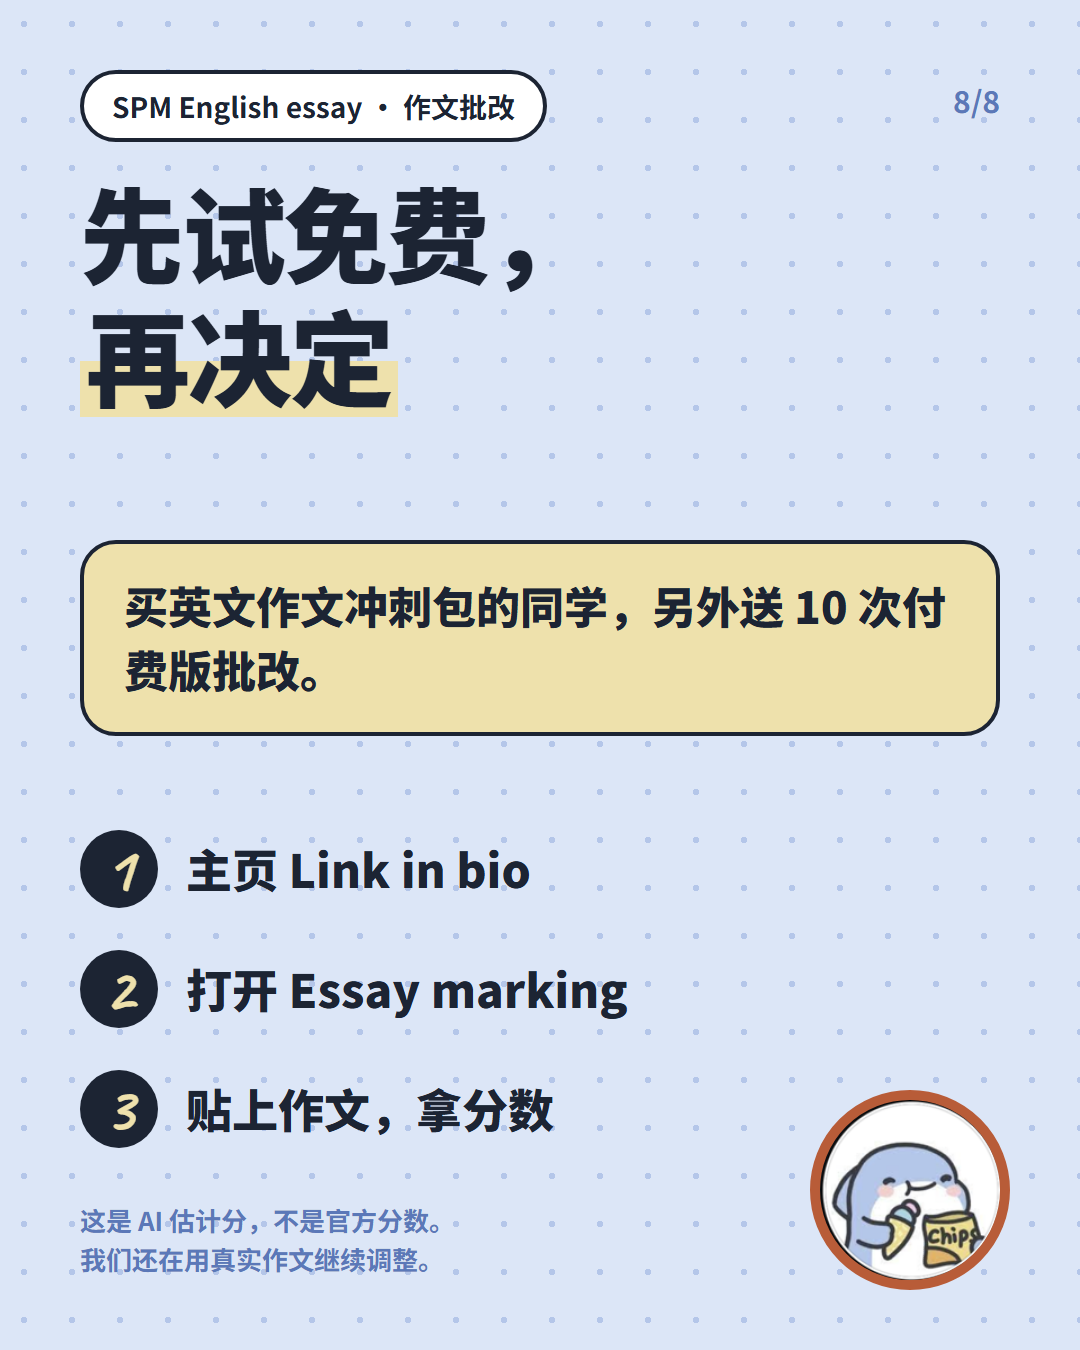 SPM English essay · 作文批改
8/8
先试免费，
再决定
买英文作文冲刺包的同学，另外送 10 次付
费版批改。
1 主页 Link in bio
2 打开 Essay marking
3 贴上作文，拿分数
这是 AI 估计分，不是官方分数。
我们还在用真实作文继续调整。
Chips